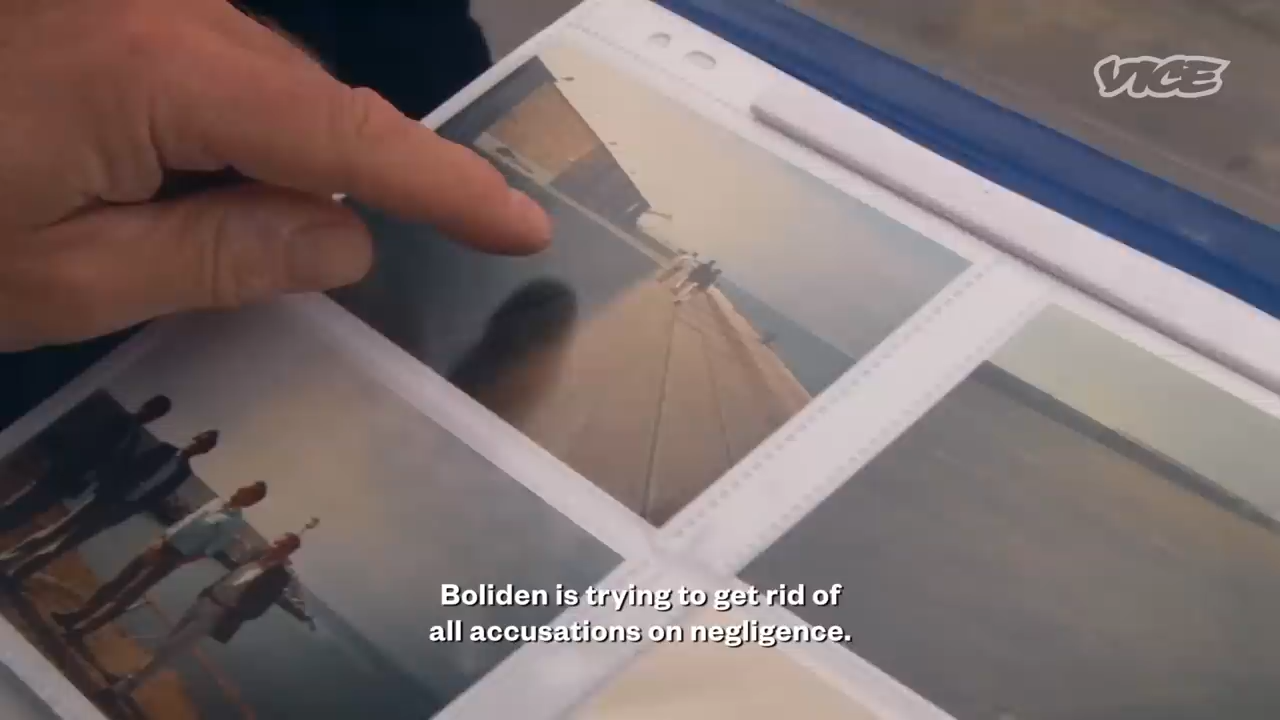 VICE
Boliden is trying to get rid of
all accusations on negligence.